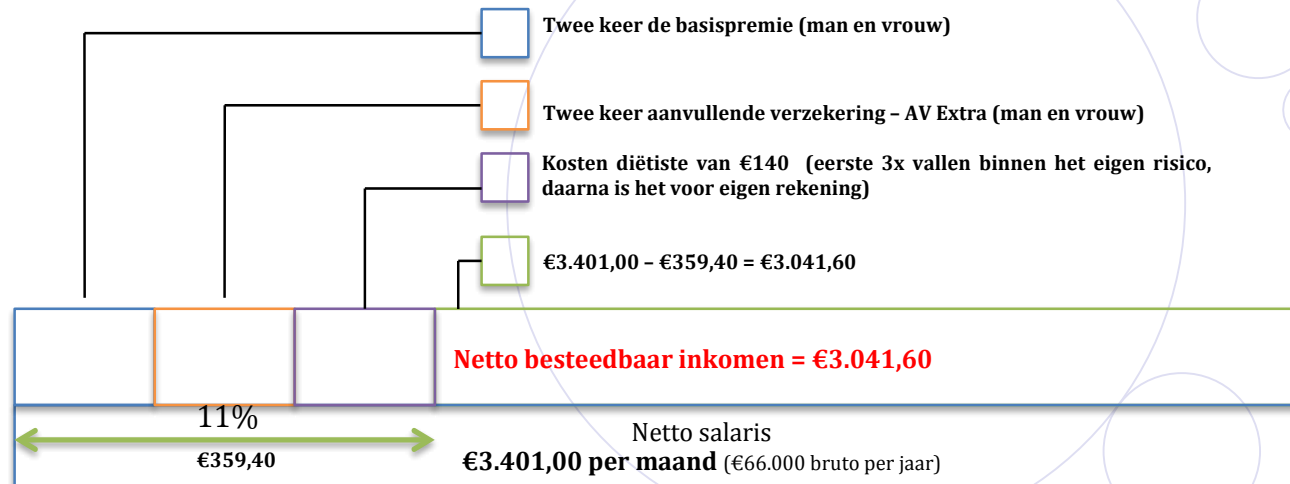 Twee keer de basispremie (man en vrouw)
Twee keer aanvullende verzekering – AV Extra (man en vrouw)
Kosten diëtiste van €140 (eerste 3x vallen binnen het eigen risico,
daarna is het voor eigen rekening)
€3.401,00 – €359,40 = €3.041,60
Netto besteedbaar inkomen = €3.041,60
11%
€359,40
Netto salaris
€3.401,00 per maand (€66.000 bruto per jaar)